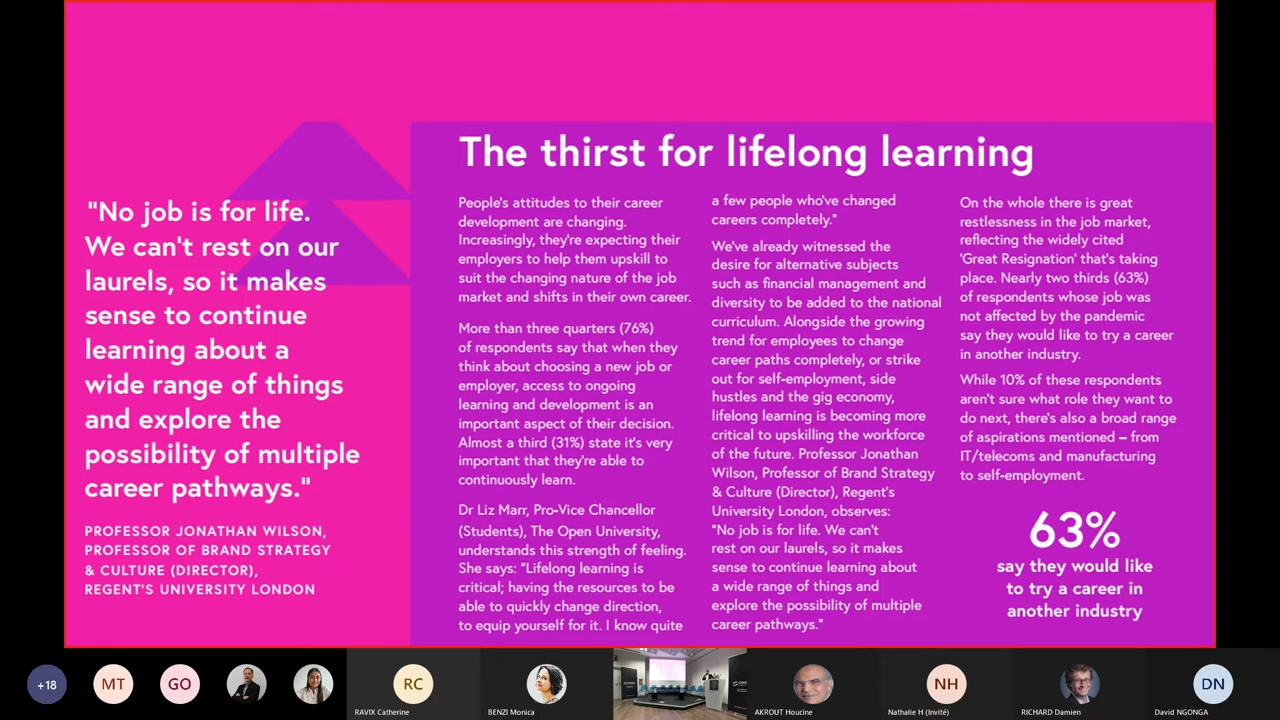 The thirst for lifelong learning
"No job is for life.
We can't rest on our
laurels, so it makes
sense to continue
learning about a
wide range of things
and explore the
possibility of multiple
career pathways."
PROFESSOR JONATHAN WILSON,
PROFESSOR OF BRAND STRATEGY
& CULTURE (DIRECTOR),
REGENT'S UNIVERSITY LONDON
People's attitudes to their career
development are changing.
Increasingly, they're expecting their
employers to help them upskill to
suit the changing nature of the job
market and shifts in their own career.
More than three quarters (76%)
of respondents say that when they
think about choosing a new job or
employer, access to ongoing
learning and development is an
important aspect of their decision.
Almost a third (31%) state it's very
important that they're able to
continuously learn.
Dr Liz Marr, Pro-Vice Chancellor
(Students), The Open University,
understands this strength of feeling.
She says: "Lifelong learning is
critical; having the resources to be
able to quickly change direction,
to equip yourself for it. I know quite
a few people who've changed
careers completely."
We've already witnessed the
desire for alternative subjects
such as financial management and
diversity to be added to the national
curriculum. Alongside the growing
trend for employees to change
career paths completely, or strike
out for self-employment, side
hustles and the gig economy,
lifelong learning is becoming more
critical to upskilling the workforce
of the future. Professor Jonathan
Wilson, Professor of Brand Strategy
& Culture (Director), Regent's
University London, observes:
"No job is for life. We can't
rest on our laurels, so it makes
sense to continue learning about
a wide range of things and
explore the possibility of multiple
career pathways."
On the whole there is great
restlessness in the job market,
reflecting the widely cited
'Great Resignation' that's taking
place. Nearly two thirds (63%)
of respondents whose job was
not affected by the pandemic
say they would like to try a career
in another industry.
While 10% of these respondents
aren't sure what role they want to
do next, there's also a broad range
of aspirations mentioned – from
IT/telecoms and manufacturing
to self-employment.
63%
say they would like
to try a career in
another industry
+18
MT
GO
RC
RAVIX Catherine
BENZI Monica
AKROUT Houcine
NH
Nathalie H (Invité)
RICHARD Damien
DN
David NGONGA